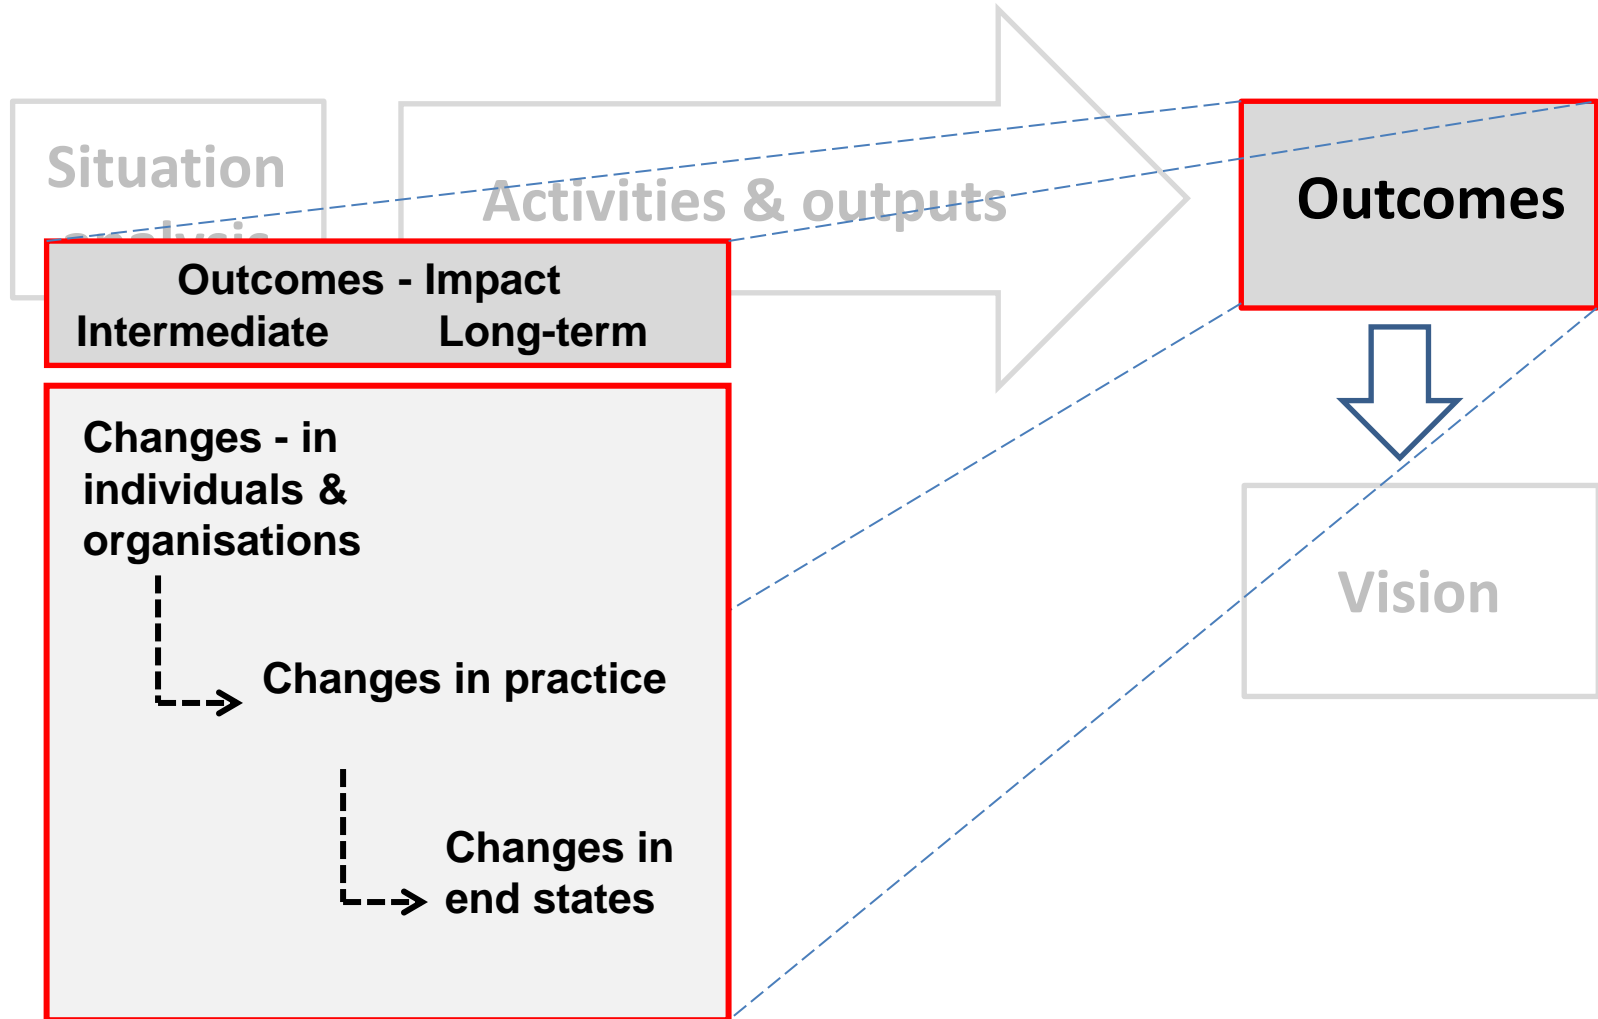 Situation
analysis
Activities & outputs
Outcomes
Outcomes - Impact
Intermediate Long-term
Changes - in
individuals &
organisations
Changes in practice
Changes in
end states
Vision